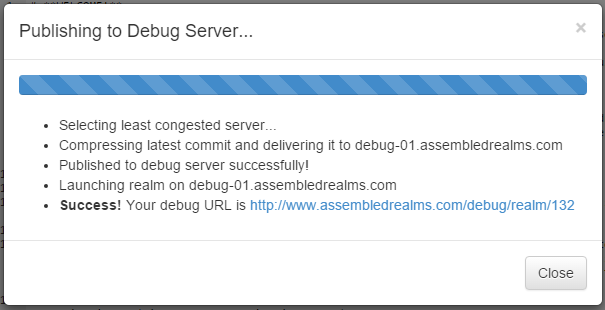 Publishing to Debug Server...
×
Selecting least congested server...
Compressing latest commit and delivering it to debug-01.assembledrealms.com
Published to debug server successfully!
Launching realm on debug-01.assembledrealms.com
Success! Your debug URL is http://www.assembledrealms.com/debug/realm/132
Close